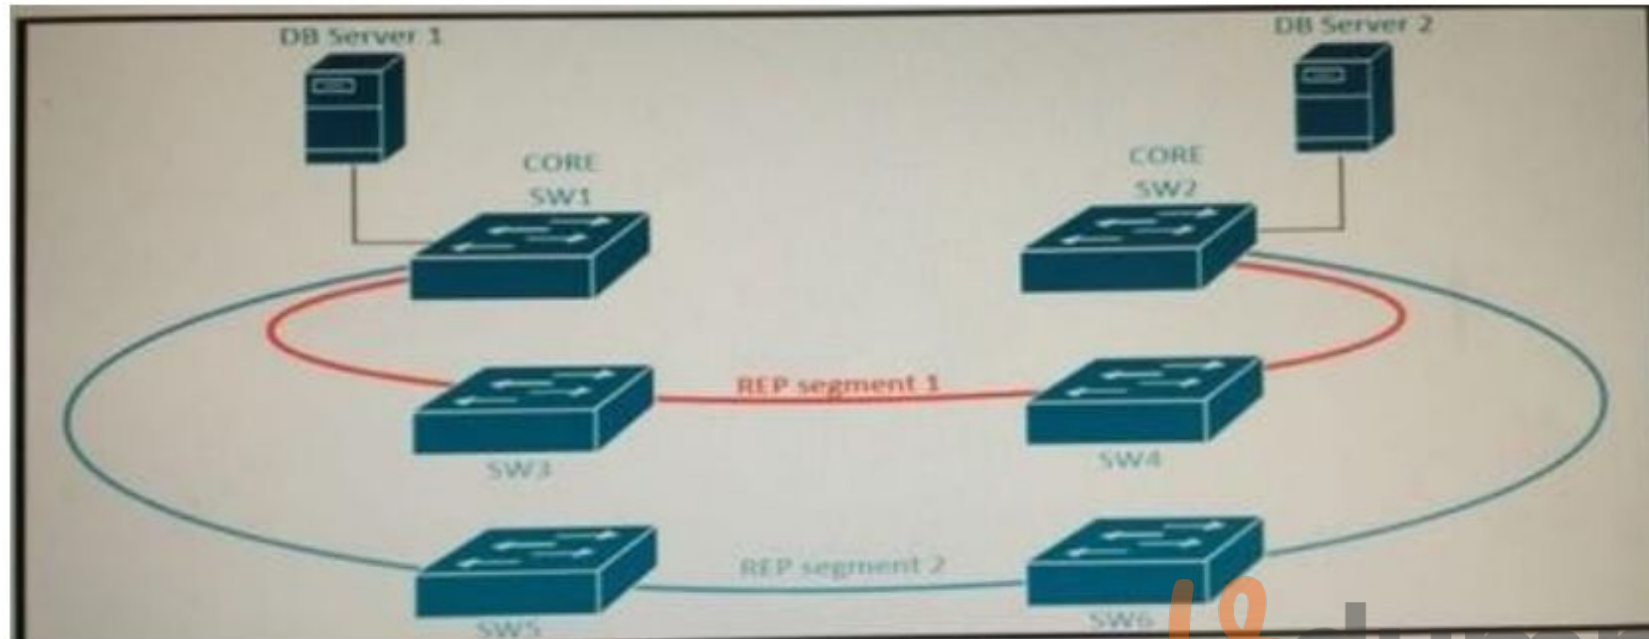 DB Server 1
DB Server 2
CORE
SW1
CORE
SW2
REP segment 1
SW3
SW4
REP segment 2
SW5
SW6